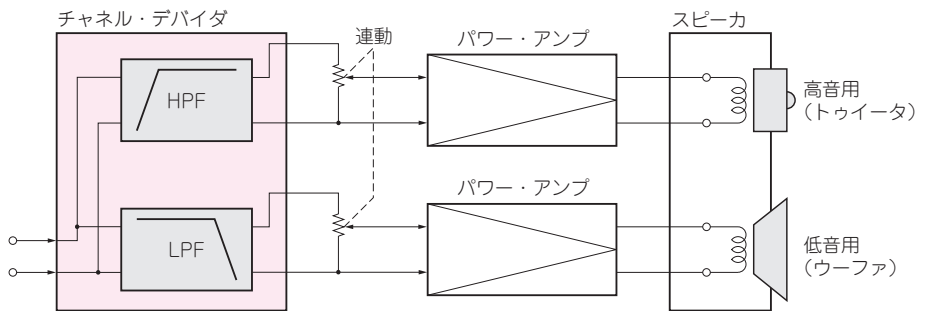 チャネル・デバイダ
連動
パワー・アンプ
スピーカ
HPF
高音用
(トゥイータ)
パワー・アンプ
LPF
低音用
(ウーファ)